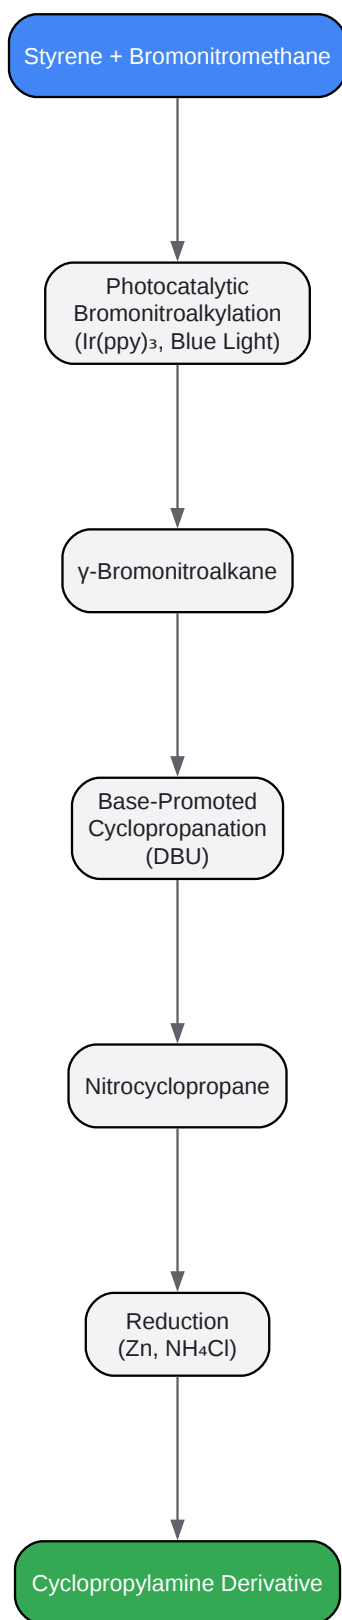 Styrene + Bromonitromethane
Photocatalytic
Bromonitroalkylation
(Ir(ppy)₃, Blue Light)
γ-Bromonitroalkane
Base-Promoted
Cyclopropanation
(DBU)
Nitrocyclopropane
Reduction
(Zn, NH₄Cl)
Cyclopropylamine Derivative